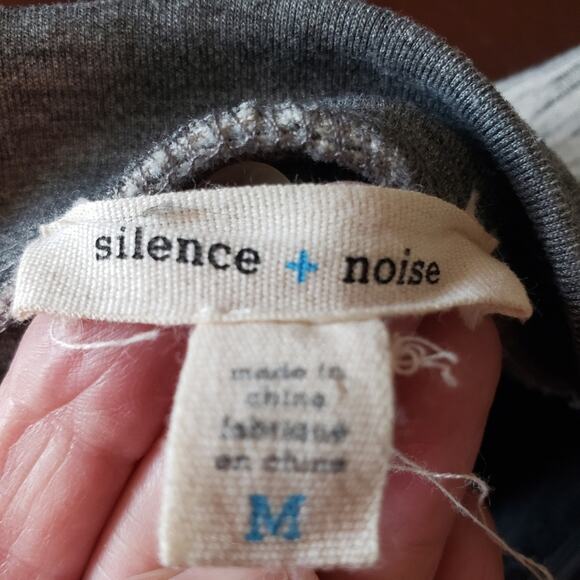 silence + noise
made in
china
fabriqué
en chine
M